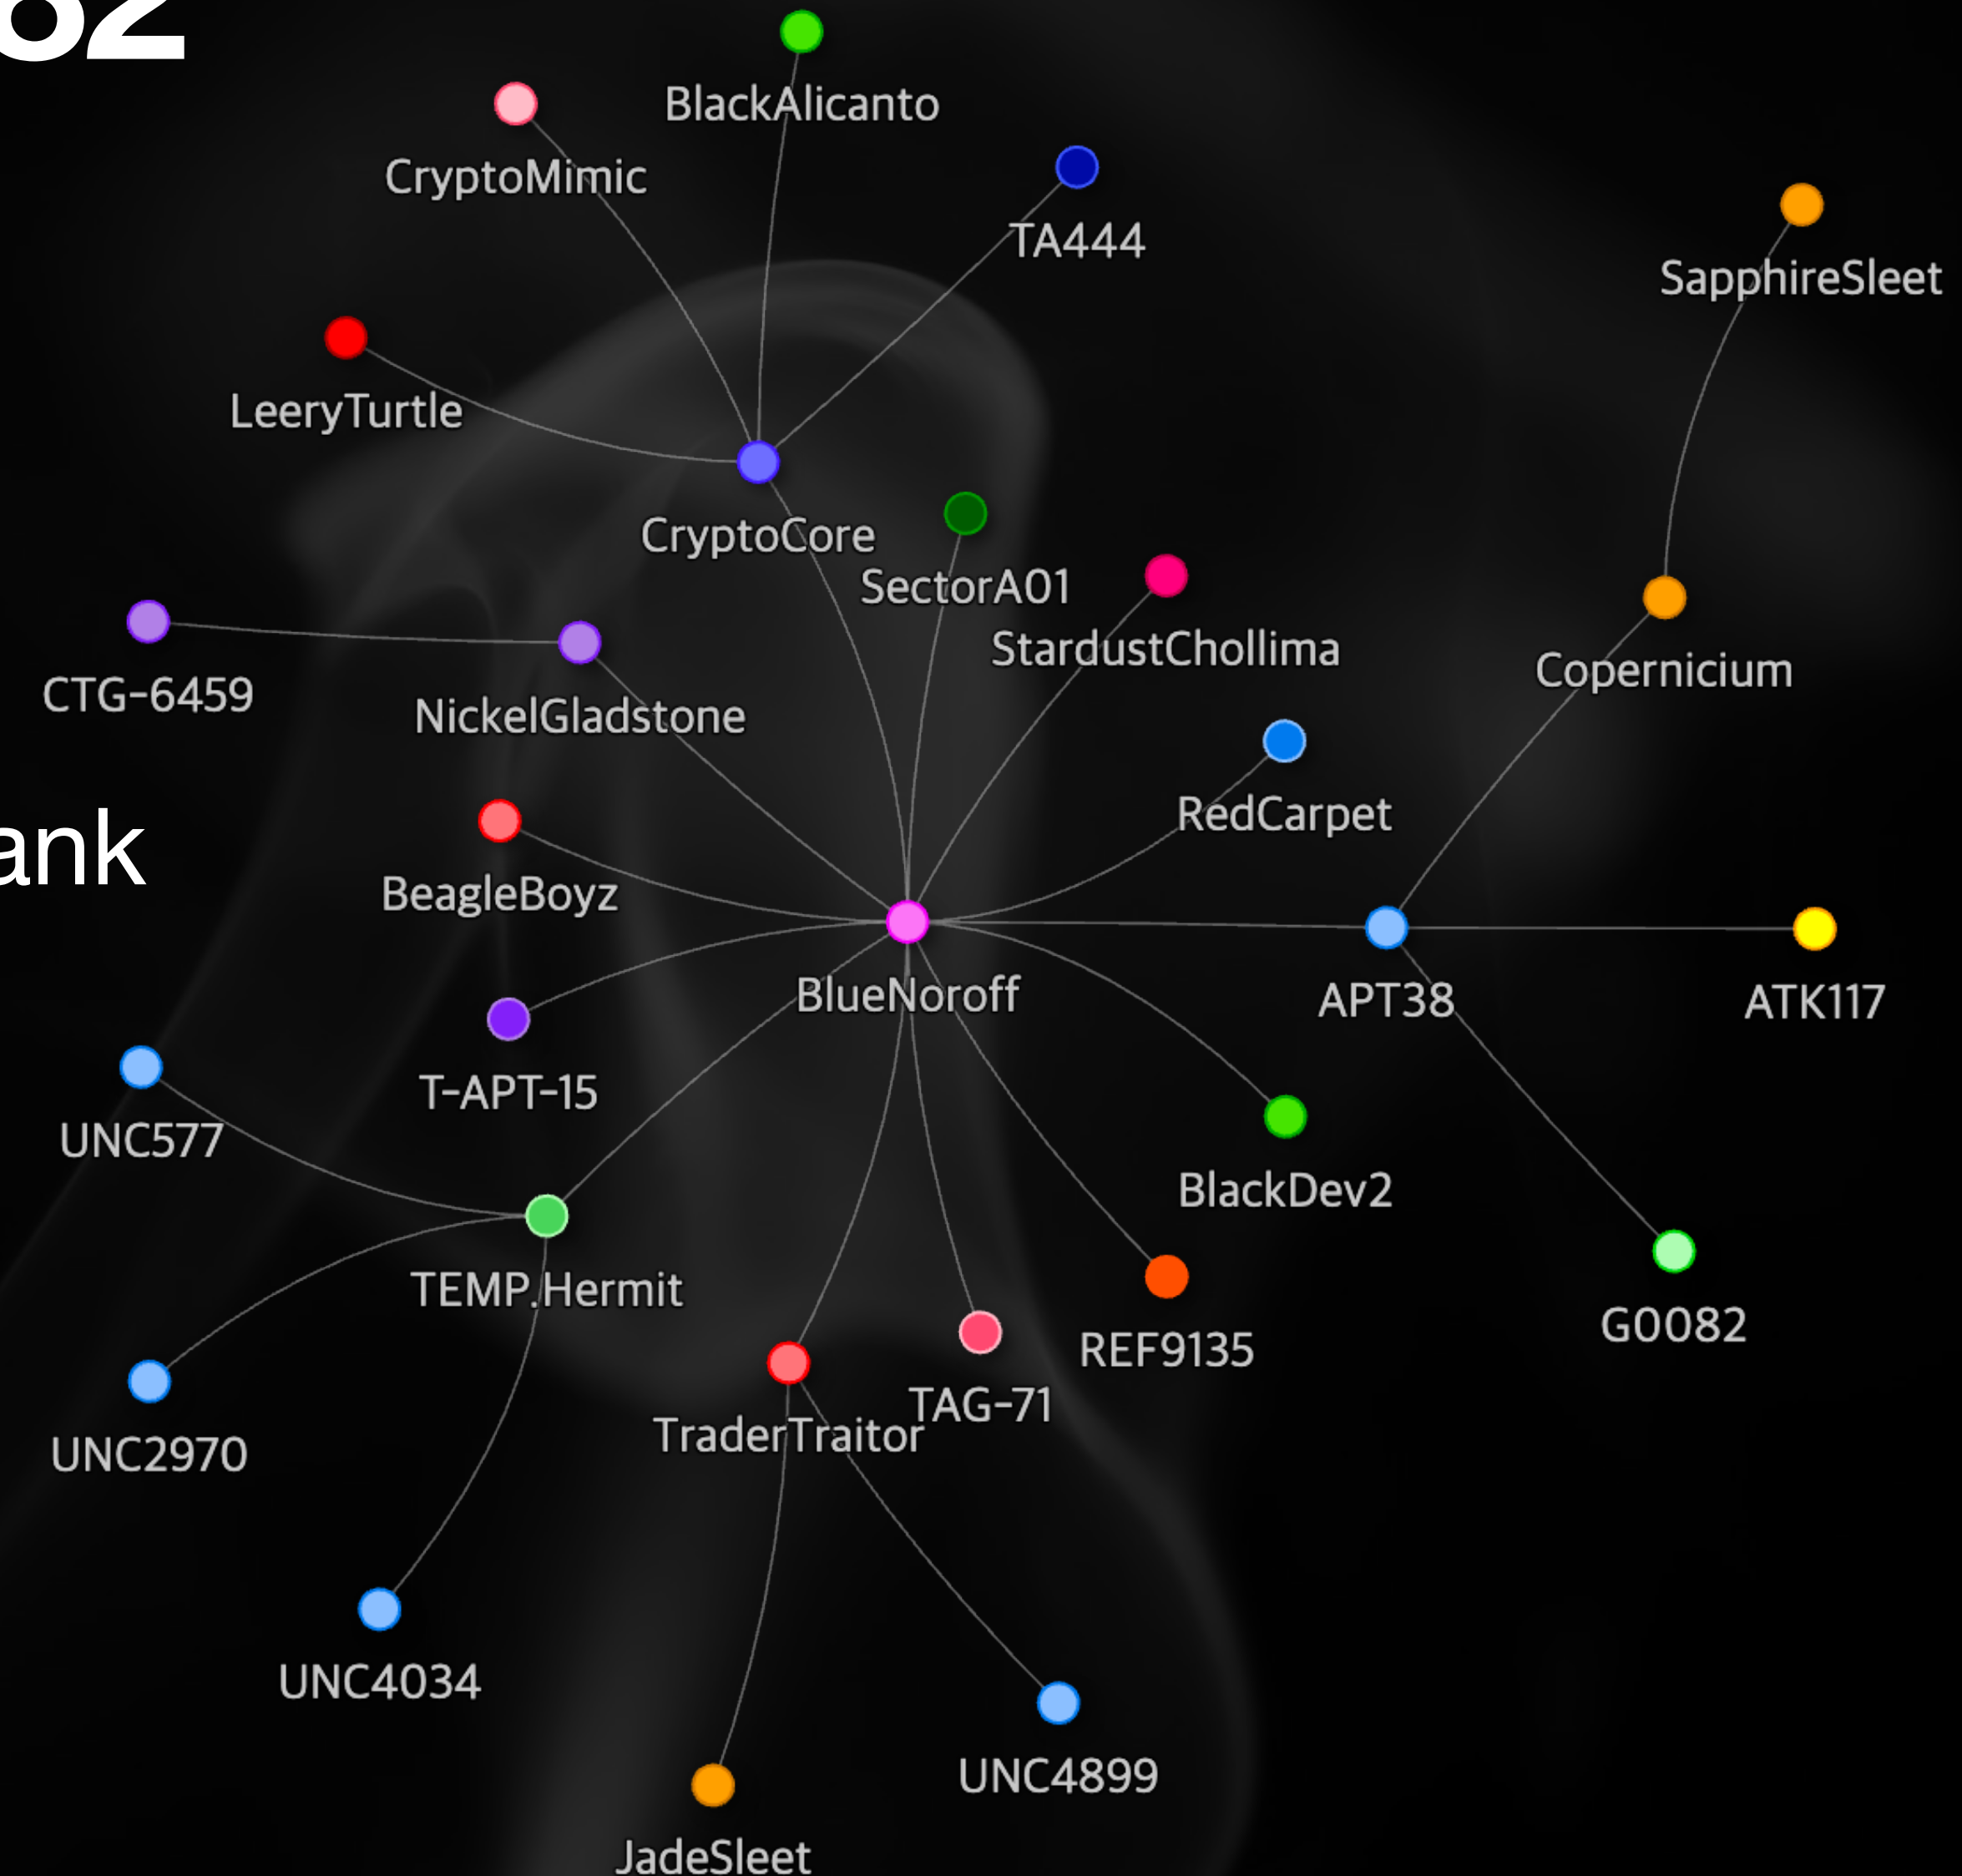 82
BlackAlicanto
CryptoMimic
TA444
SapphireSleet
LeeryTurtle
CryptoCore
SectorA01
StardustChollima
Copernicium
CTG-6459
NickelGladstone
RedCarpet
ank
BeagleBoyz
BlueNoroff
APT38
ATK117
T-APT-15
UNC577
BlackDev2
TEMP.Hermit
G0082
REF9135
TAG-71
TraderTraitor
UNC2970
UNC4034
UNC4899
JadeSleet